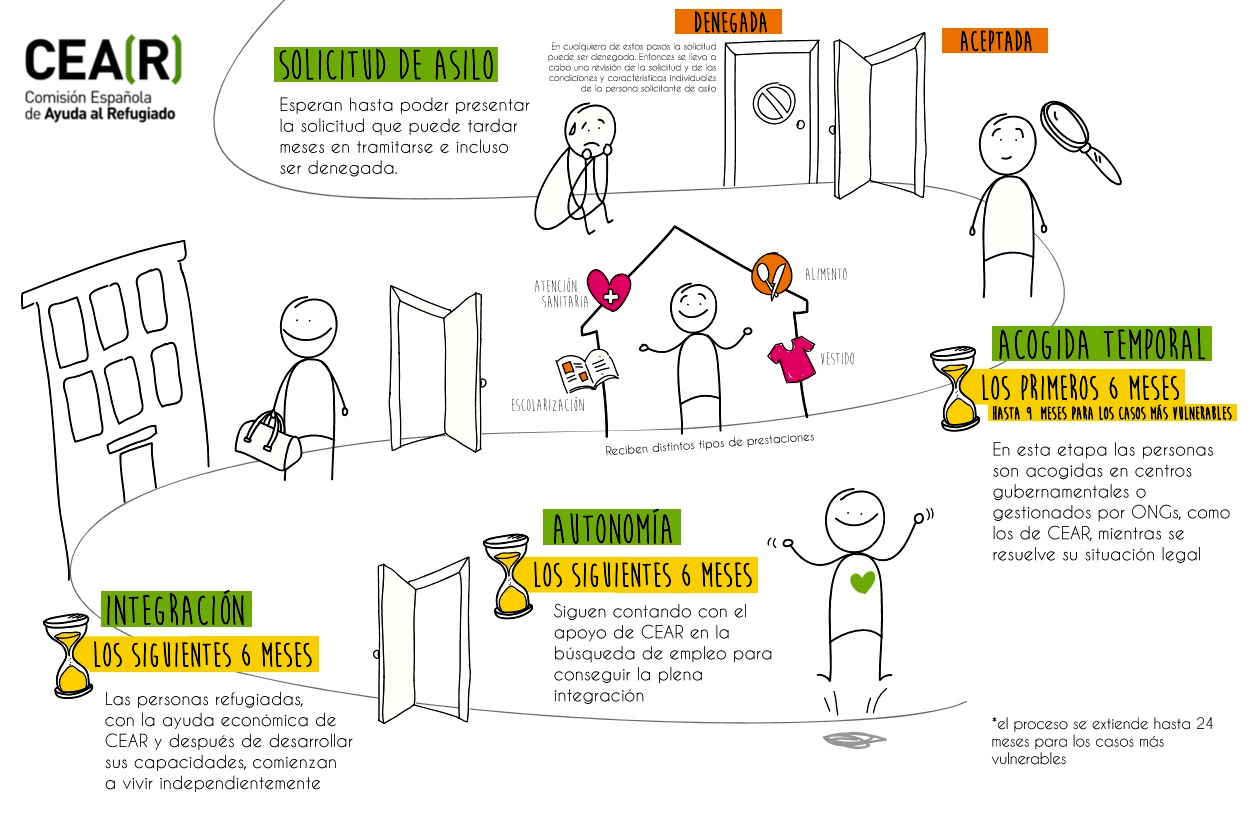 CEA(R)
Comisión Española
de Ayuda al Refugiado
SOLICITUD DE ASILO
Esperan hasta poder presentar
la solicitud que puede tardar
meses en tramitarse e incluso
ser denegada.
DENEGADA
En cualquiera de estos pasos la solicitud
puede ser denegada. Entonces se lleva a
cabo una revisión de la solicitud y de las
condiciones y características individuales
de la persona solicitante de asilo
ACEPTADA
ATENCIÓN
SANITARIA
ALIMENTO
VESTIDO
ESCOLARIZACIÓN
Reciben distintos tipos de prestaciones
ACOGIDA TEMPORAL
LOS PRIMEROS 6 MESES
HASTA 9 MESES PARA LOS CASOS MÁS VULNERABLES
En esta etapa las personas
son acogidas en centros
gubernamentales o
gestionados por ONGs, como
los de CEAR, mientras se
resuelve su situación legal
INTEGRACIÓN
LOS SIGUIENTES 6 MESES
Las personas refugiadas,
con la ayuda económica de
CEAR y después de desarrollar
sus capacidades, comienzan
a vivir independientemente
AUTONOMÍA
LOS SIGUIENTES 6 MESES
Siguen contando con el
apoyo de CEAR en la
búsqueda de empleo para
conseguir la plena
integración
*el proceso se extiende hasta 24
meses para los casos más
vulnerables